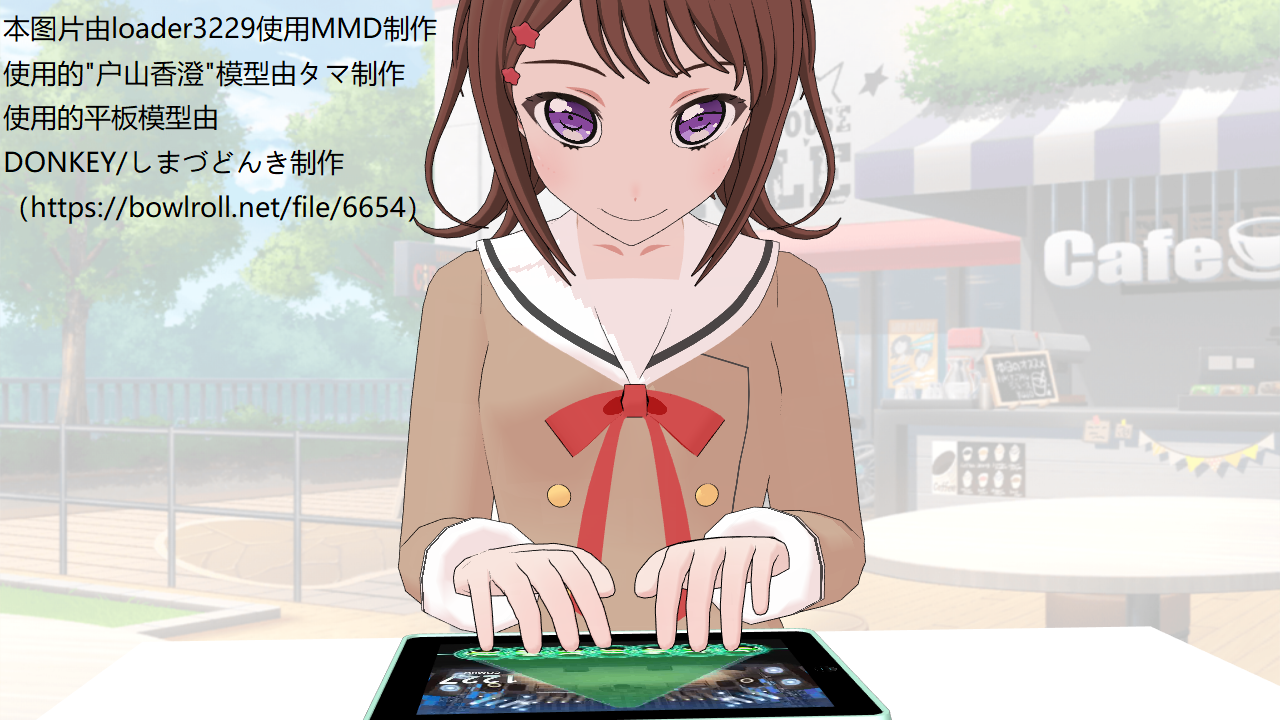 本图片由loader3229使用MMD制作
使用的"户山香澄"模型由タマ制作
使用的平板模型由
DONKEY/しまづどんき制作
（https://bowlroll.net/file/6654）
Cafe